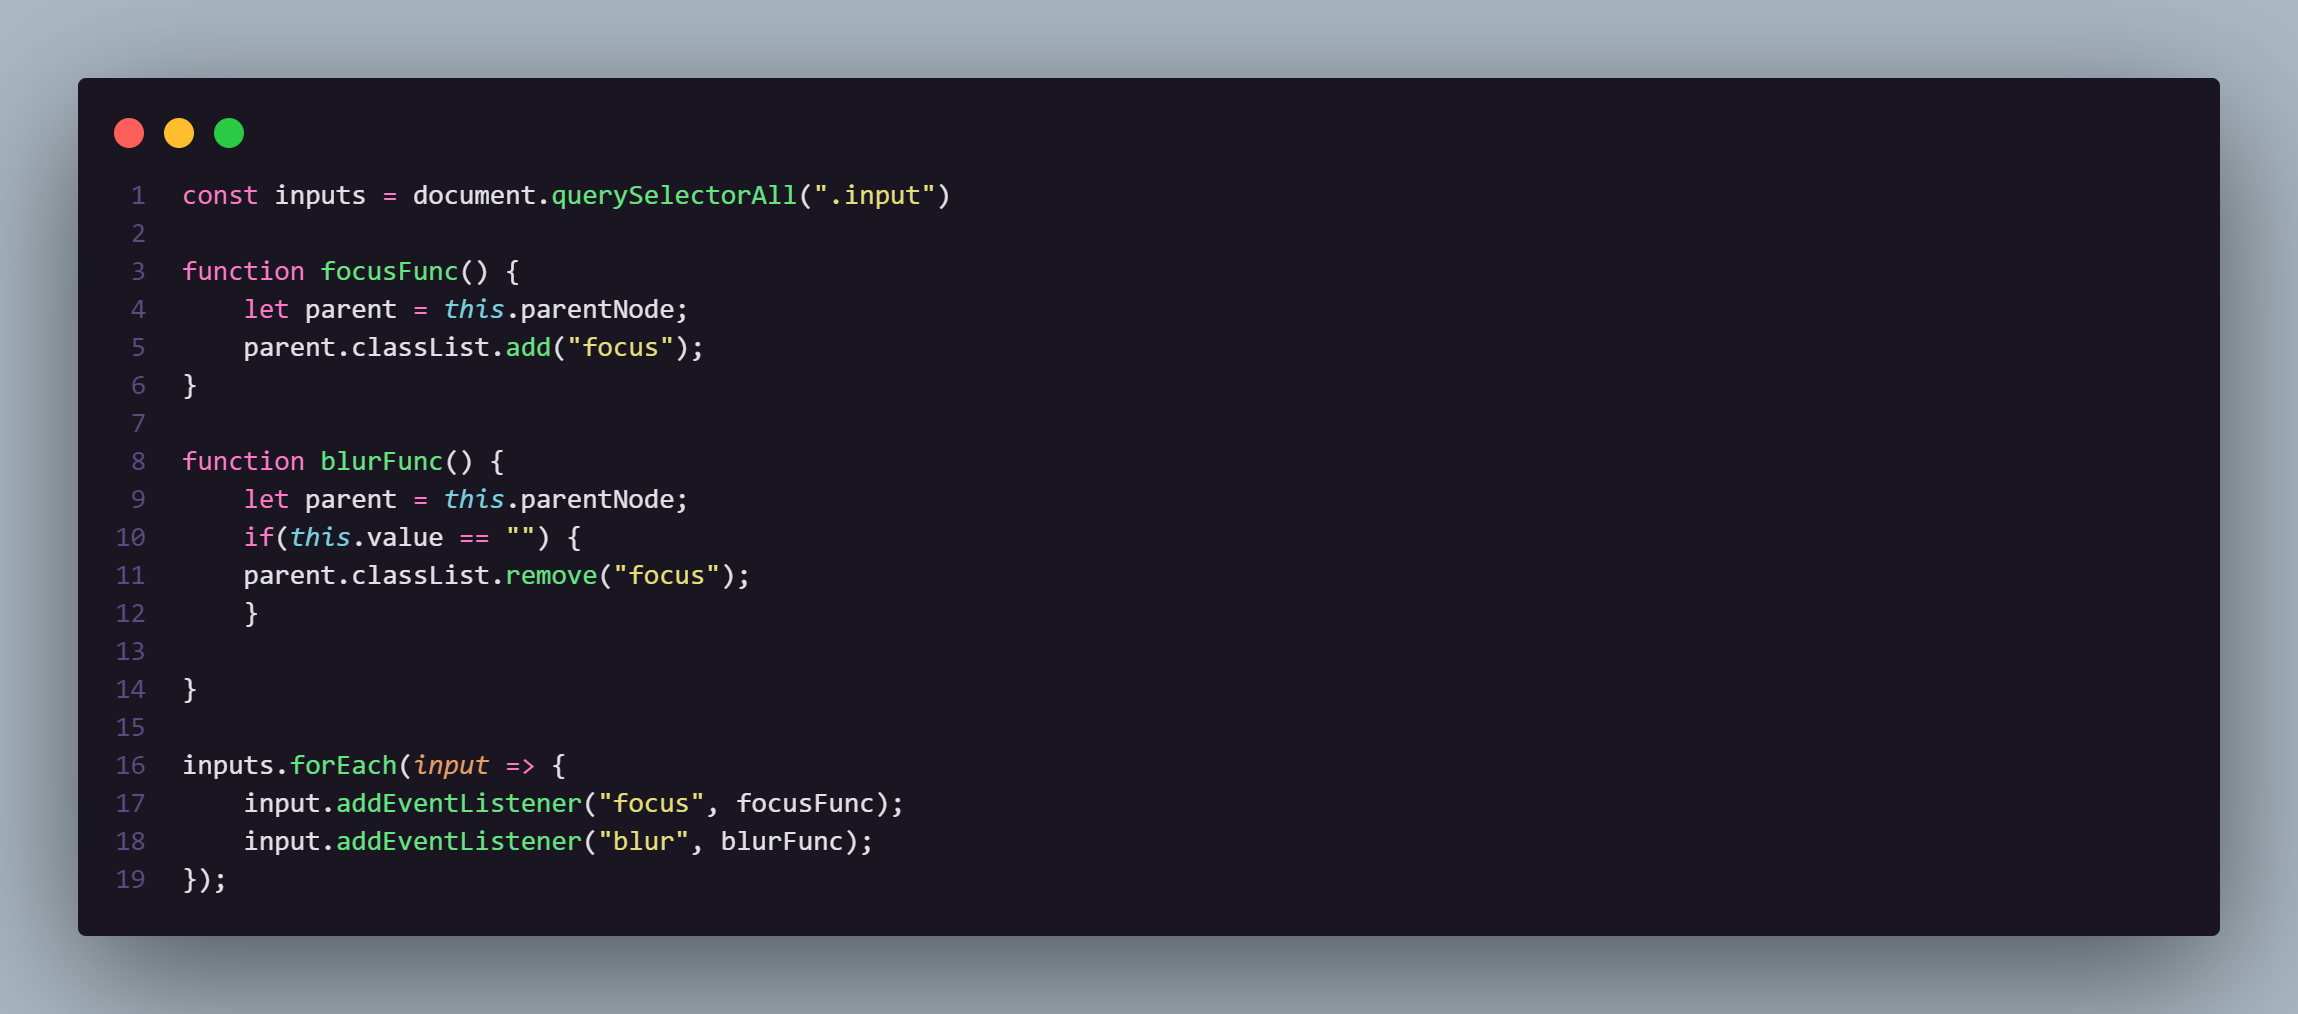 1 const inputs = document.querySelectorAll(".input")
2
3 function focusFunc() {
4     let parent = this.parentNode;
5     parent.classList.add("focus");
6 }
7
8 function blurFunc() {
9     let parent = this.parentNode;
10     if(this.value == "") {
11     parent.classList.remove("focus");
12     }
13
14 }
15
16 inputs.forEach(input => {
17     input.addEventListener("focus", focusFunc);
18     input.addEventListener("blur", blurFunc);
19 });